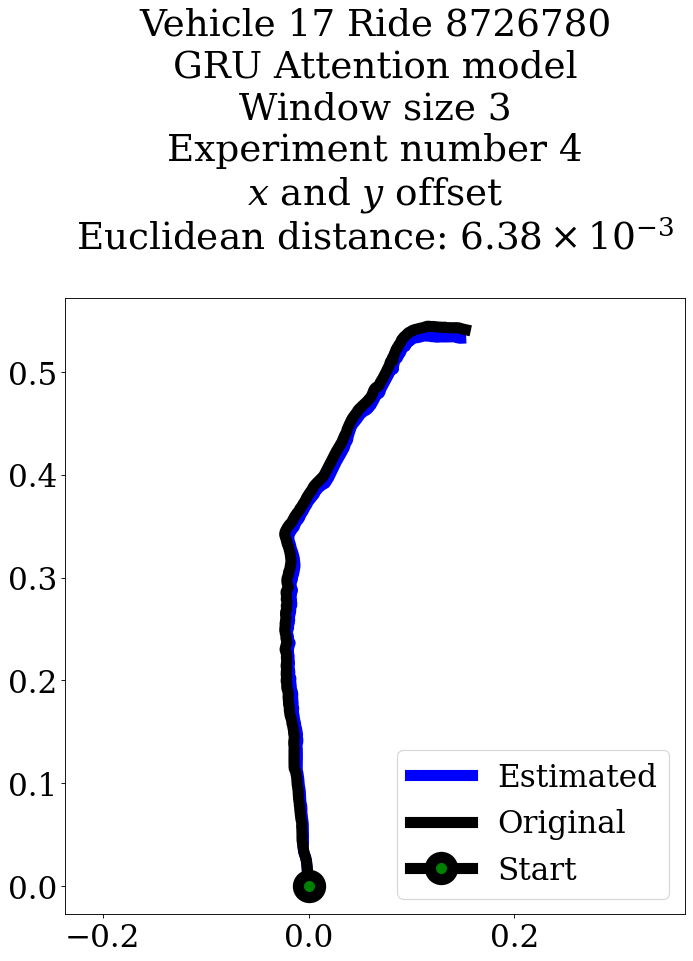 Vehicle 17 Ride 8726780
GRU Attention model
Window size 3
Experiment number 4
x and y offset
Euclidean distance: 6.38 × 10⁻³
0.5
0.4
0.3
0.2
0.1
0.0
Estimated
Original
Start
−0.2 0.0 0.2